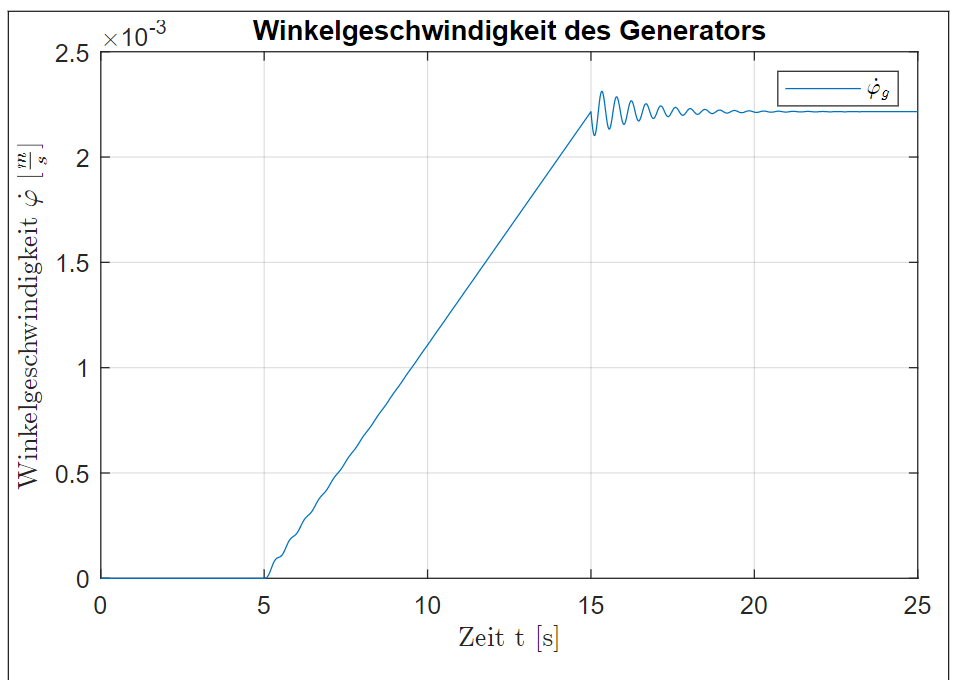 Winkelgeschwindigkeit des Generators
×10⁻³
2.5
2
1.5
1
0.5
0
Winkelgeschwindigkeit φ̇ [m/s]
φ̇g
0 5 10 15 20 25
Zeit t [s]